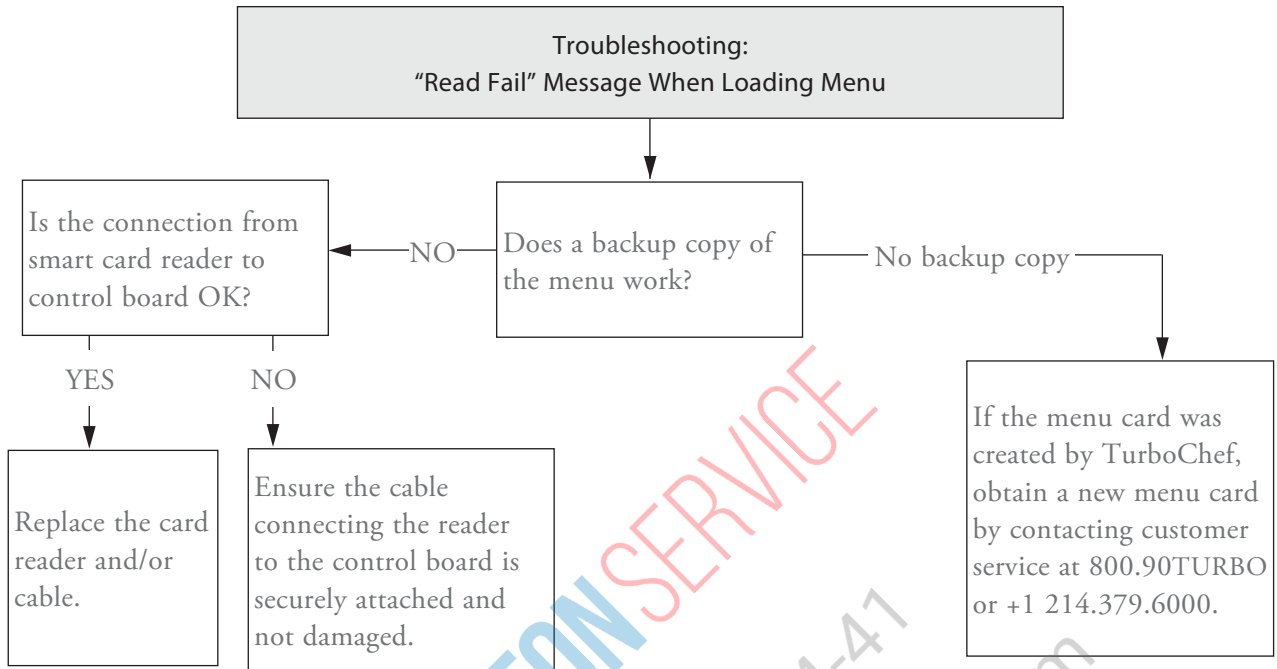 Troubleshooting:
“Read Fail” Message When Loading Menu
Is the connection from
smart card reader to
control board OK?
NO
Does a backup copy of
the menu work?
No backup copy
YES
NO
Replace the card
reader and/or
cable.
Ensure the cable
connecting the reader
to the control board is
securely attached and
not damaged.
If the menu card was
created by TurboChef,
obtain a new menu card
by contacting customer
service at 800.90TURBO
or +1 214.379.6000.
SERVICE